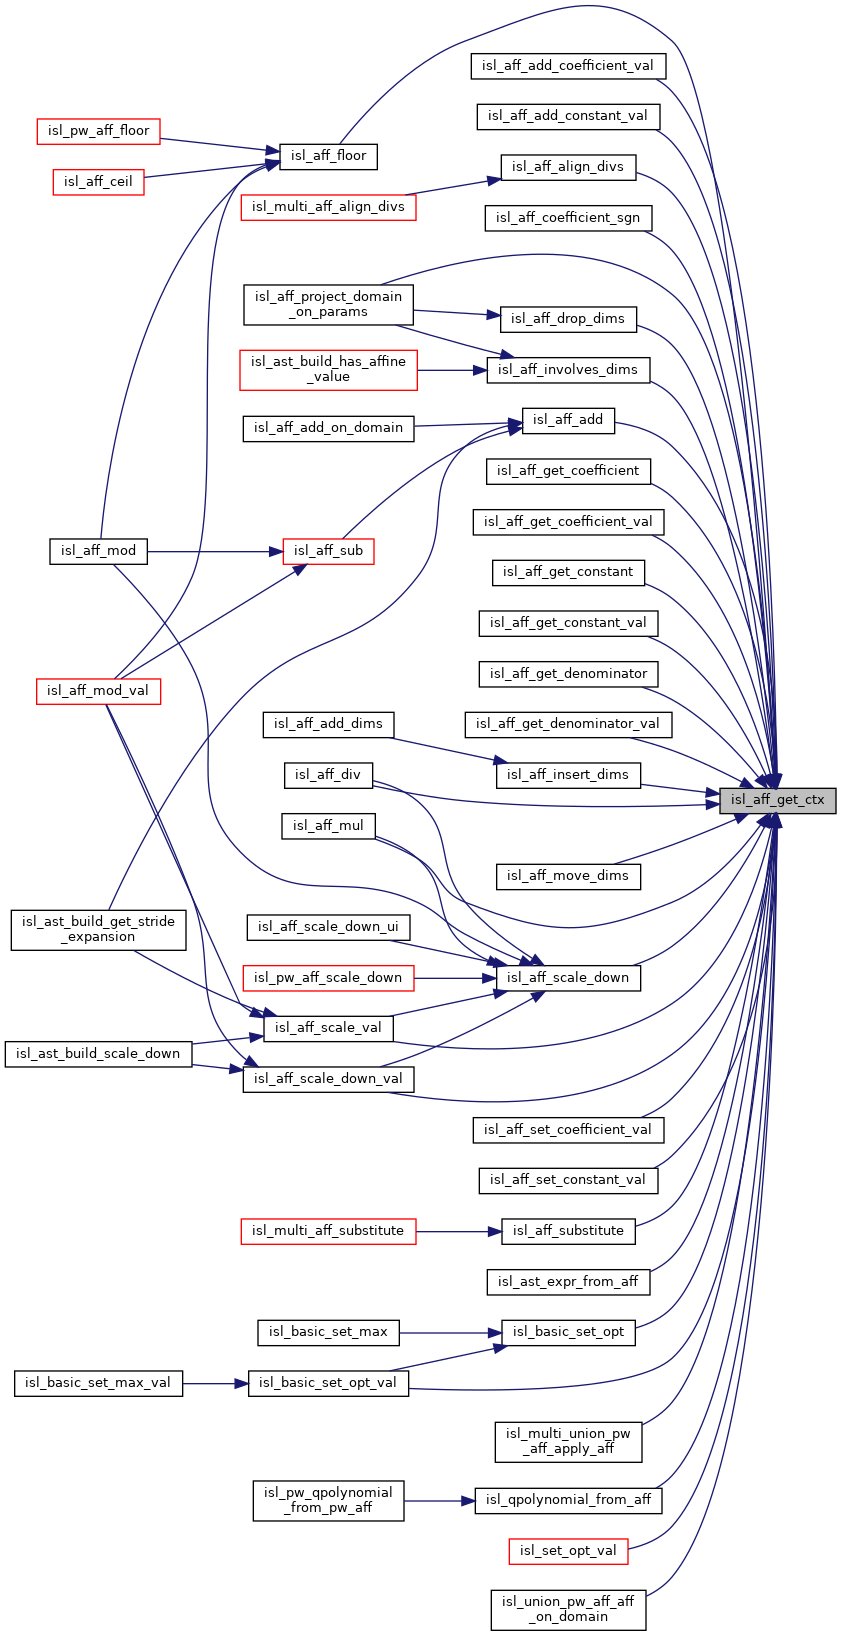 isl_aff_add_coefficient_val
isl_aff_add_constant_val
isl_pw_aff_floor
isl_aff_floor
isl_aff_align_divs
isl_aff_ceil
isl_multi_aff_align_divs
isl_aff_coefficient_sgn
isl_aff_project_domain
_on_params
isl_aff_drop_dims
isl_ast_build_has_affine
_value
isl_aff_involves_dims
isl_aff_add_on_domain
isl_aff_add
isl_aff_get_coefficient
isl_aff_get_coefficient_val
isl_aff_mod
isl_aff_sub
isl_aff_get_constant
isl_aff_get_constant_val
isl_aff_get_denominator
isl_aff_mod_val
isl_aff_add_dims
isl_aff_get_denominator_val
isl_aff_div
isl_aff_insert_dims
isl_aff_get_ctx
isl_aff_mul
isl_aff_move_dims
isl_ast_build_get_stride
_expansion
isl_aff_scale_down_ui
isl_pw_aff_scale_down
isl_aff_scale_down
isl_aff_scale_val
isl_ast_build_scale_down
isl_aff_scale_down_val
isl_aff_set_coefficient_val
isl_aff_set_constant_val
isl_multi_aff_substitute
isl_aff_substitute
isl_ast_expr_from_aff
isl_basic_set_max
isl_basic_set_opt
isl_basic_set_max_val
isl_basic_set_opt_val
isl_multi_union_pw
_aff_apply_aff
isl_pw_qpolynomial
_from_pw_aff
isl_qpolynomial_from_aff
isl_set_opt_val
isl_union_pw_aff_aff
_on_domain